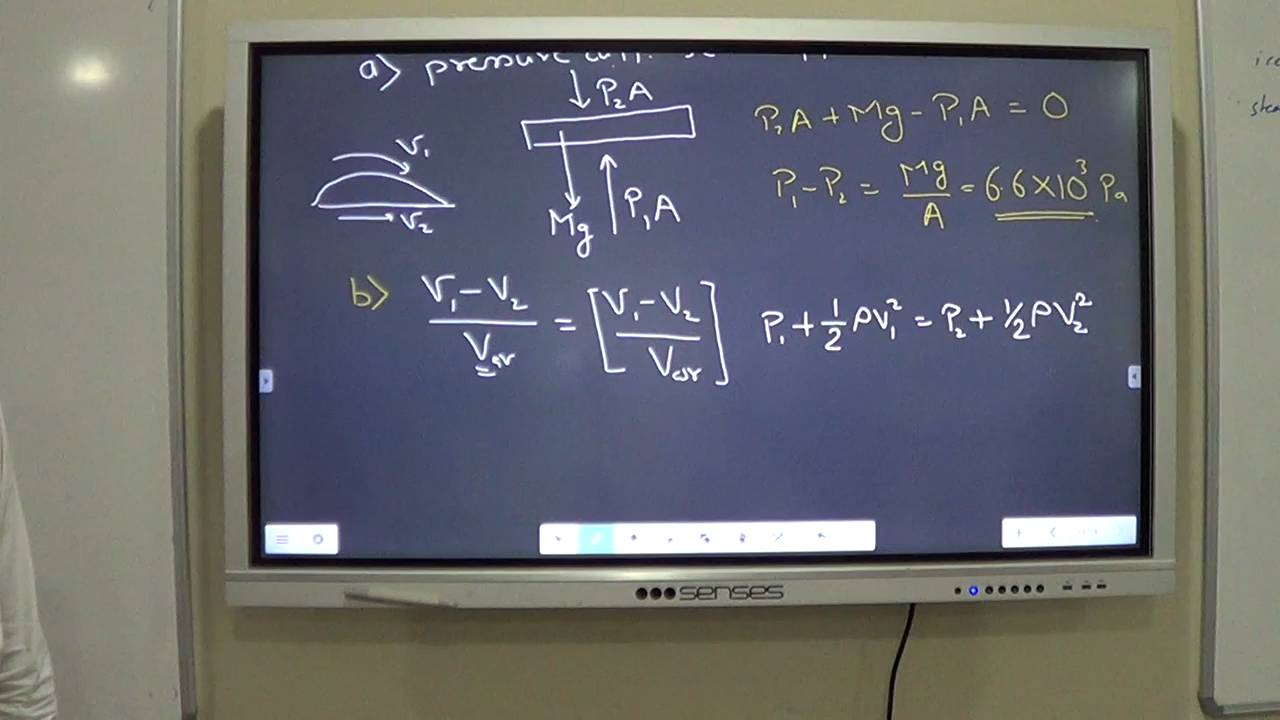 a) pressure
P₂A
P₂A + Mg - P₁A = 0
V₁
V₂
Mg
P₁A
P₁-P₂ = Mg/A = 6.6×10³ Pa
b) V₁-V₂/Vav = [V₁-V₂/Vav] P₁+½ρV₁² = P₂+½ρV₂²
senses